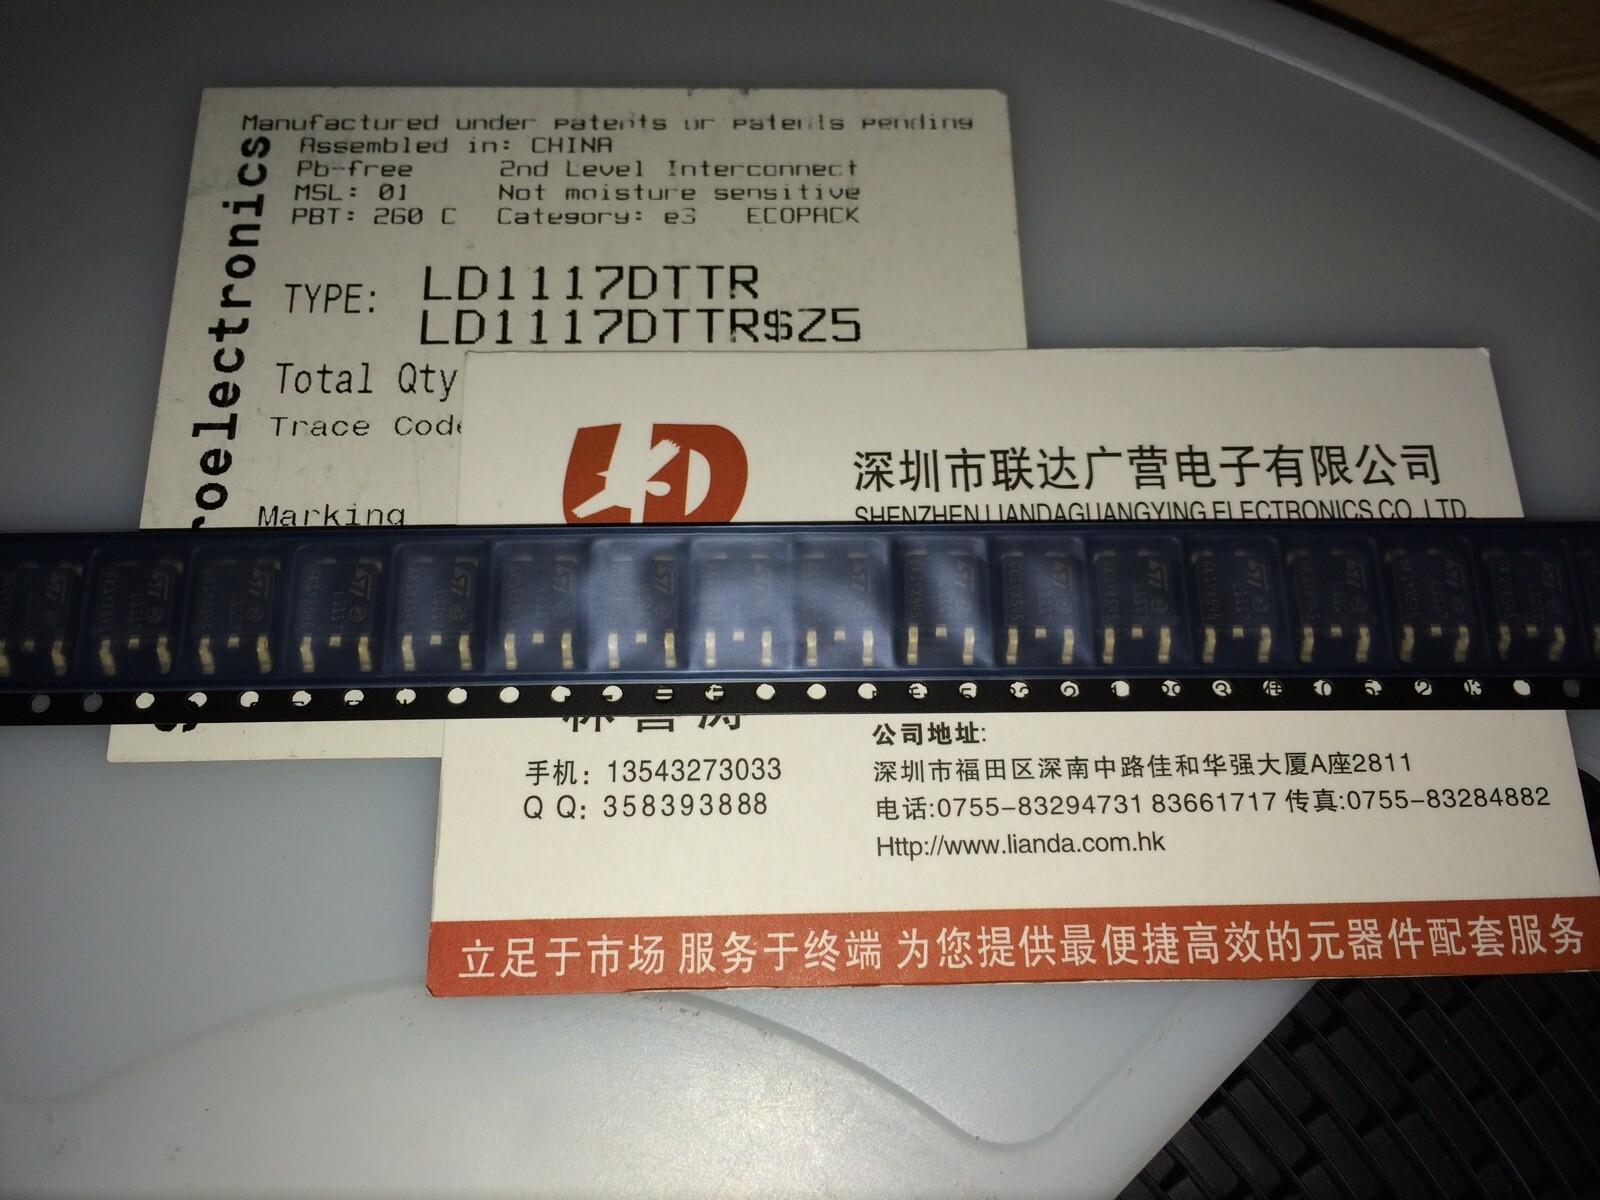 Manufactured under patents or patents pending
Assembled in: CHINA
Pb-free 2nd Level Interconnect
MSL: 01 Not moisture sensitive
PBT: 260 C Category: e3 ECOPACK
roelectronics
TYPE: LD1117DTTR
LD1117DTTR$Z5
Total Qty
Trace Code
Marking
LD
深圳市联达广营电子有限公司
SHENZHEN LIANDAGUANGYING ELECTRONICS CO.,LTD.
ST
手机: 13543273033
Q Q: 358393888
公司地址:
深圳市福田区深南中路佳和华强大厦A座2811
电话:0755-83294731 83661717 传真:0755-83284882
Http://www.lianda.com.hk
立足于市场 服务于终端 为您提供最便捷高效的元器件配套服务